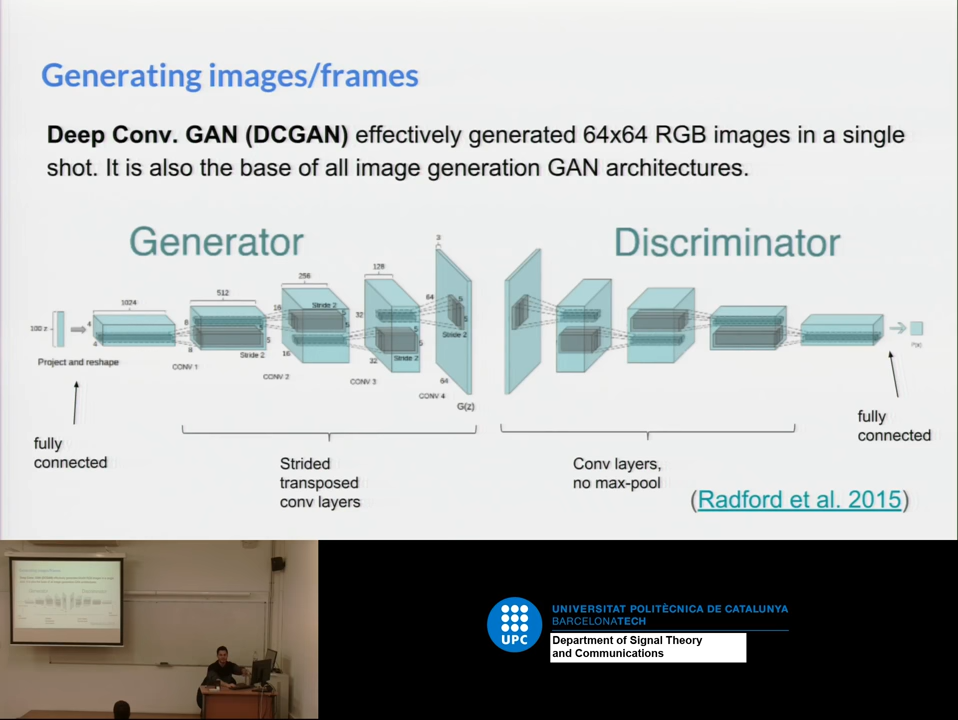 Generating images/frames
Deep Conv. GAN (DCGAN) effectively generated 64x64 RGB images in a single
shot. It is also the base of all image generation GAN architectures.
Generator
Discriminator
3
128
256
512
1024
100 z
4
4
8
8
5
5
16
16
5
5
32
32
5
5
64
64
5
5
Stride 2
Stride 2
Stride 2
Stride 2
Project and reshape
CONV 1
CONV 2
CONV 3
CONV 4
G(z)
fully
connected
Strided
transposed
conv layers
Conv layers,
no max-pool
fully
connected
(Radford et al. 2015)
UPC
UNIVERSITAT POLITÈCNICA DE CATALUNYA
BARCELONATECH
Department of Signal Theory
and Communications